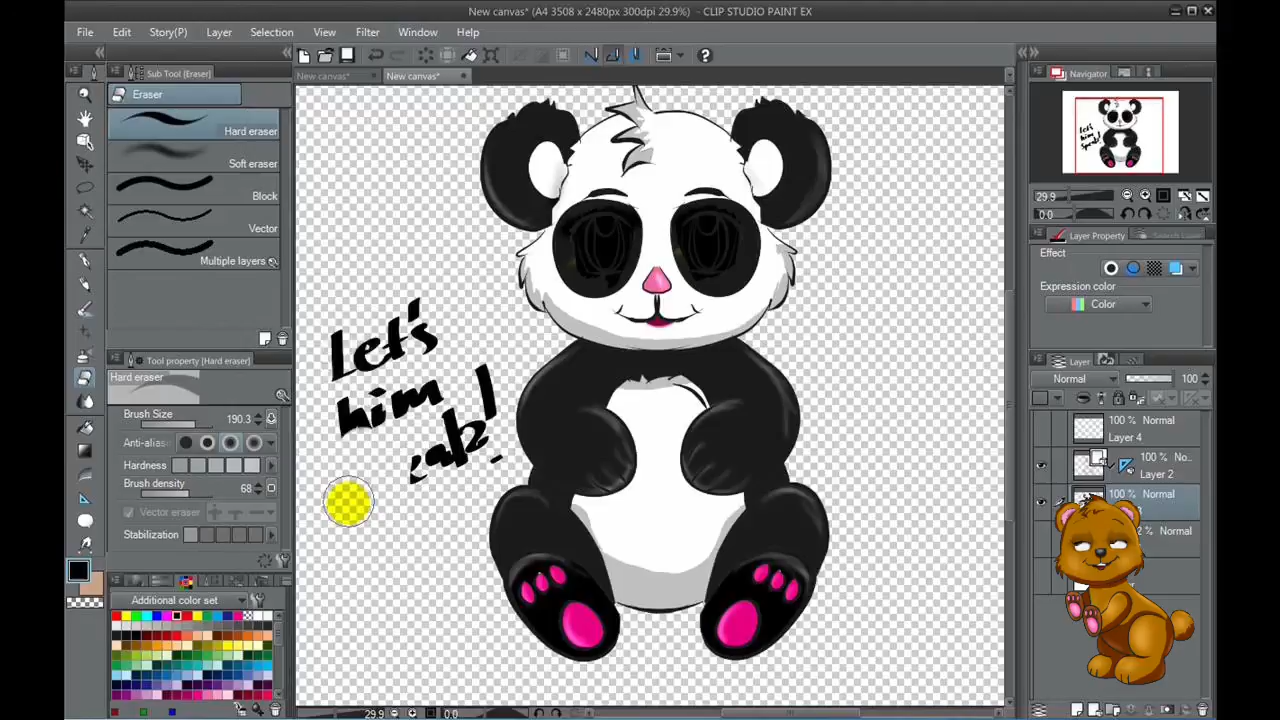 New canvas* (A4 3508 x 2480px 300dpi 29.9%) - CLIP STUDIO PAINT EX
File Edit Story(P) Layer Selection View Filter Window Help
Sub Tool [Eraser]
New canvas* New canvas*
Navigator
Eraser
Hard eraser
Soft eraser
Block
Vector
Multiple layers
29.9
0.0
Layer Property Search Layer
Effect
Expression color
Color
Let's
him
Tool property [Hard eraser]
Hard eraser
Brush Size 190.3
Anti-alias
Hardness
Brush density 68
Vector eraser
Stabilization
Additional color set
Layer
Normal 100
100 % Normal
Layer 4
100 % No...
Layer 2
100 % Normal
% Normal
29.9 0.0